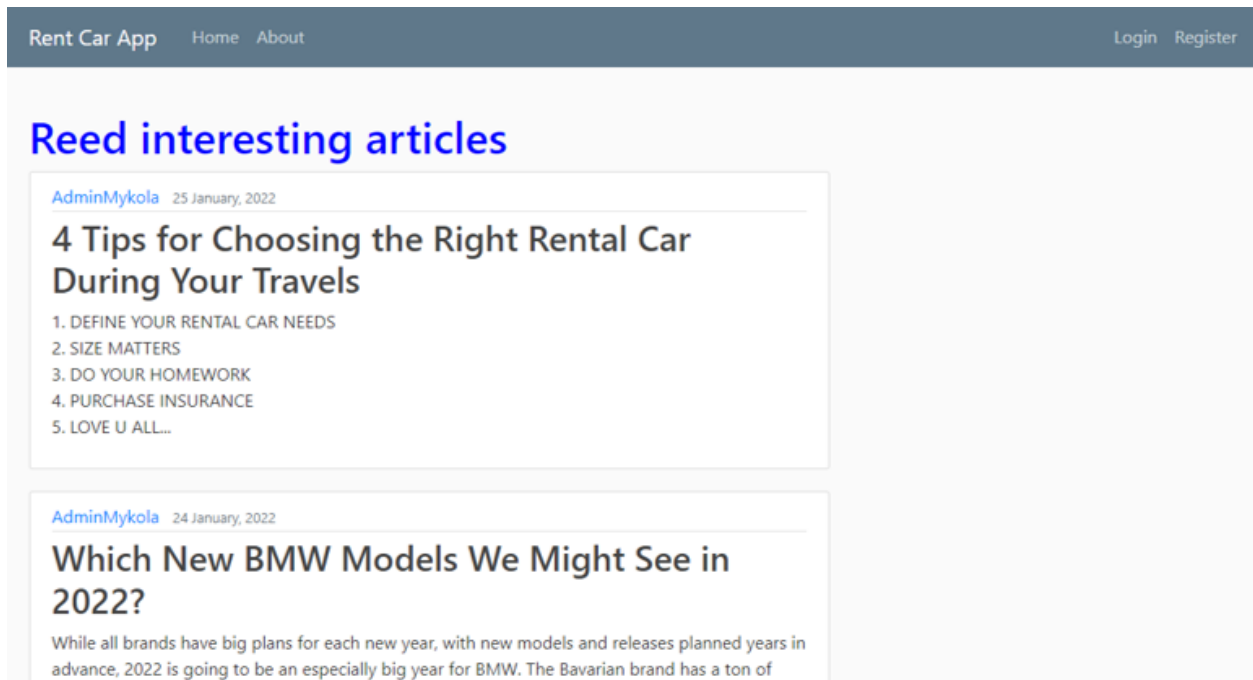 Rent Car App Home About Login Register
Reed interesting articles
AdminMykola 25 January, 2022
4 Tips for Choosing the Right Rental Car
During Your Travels
1. DEFINE YOUR RENTAL CAR NEEDS
2. SIZE MATTERS
3. DO YOUR HOMEWORK
4. PURCHASE INSURANCE
5. LOVE U ALL...
AdminMykola 24 January, 2022
Which New BMW Models We Might See in
2022?
While all brands have big plans for each new year, with new models and releases planned years in
advance, 2022 is going to be an especially big year for BMW. The Bavarian brand has a ton of